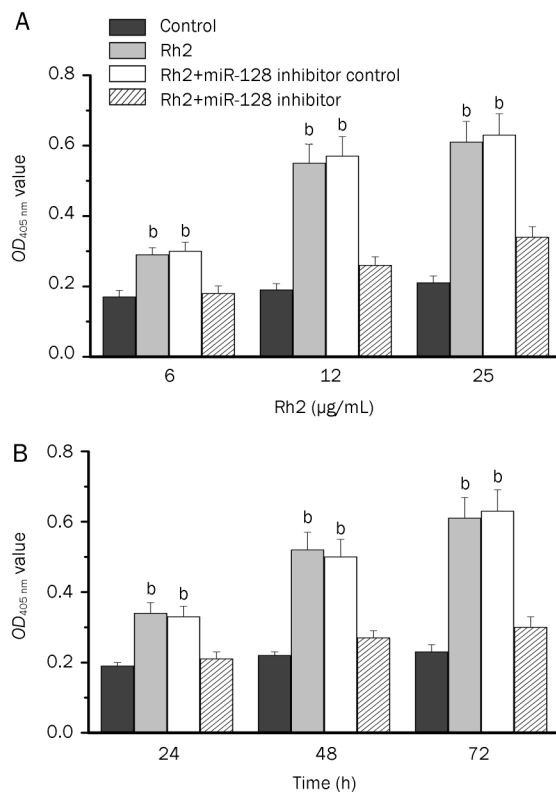 A
Control
Rh2
Rh2+miR-128 inhibitor control
Rh2+miR-128 inhibitor
0.8
0.6
0.4
0.2
0.0
OD405 nm value
b b
b b
b b
6 12 25
Rh2 (µg/mL)
B
0.8
0.6
0.4
0.2
0.0
OD405 nm value
b b
b b
b b
24 48 72
Time (h)